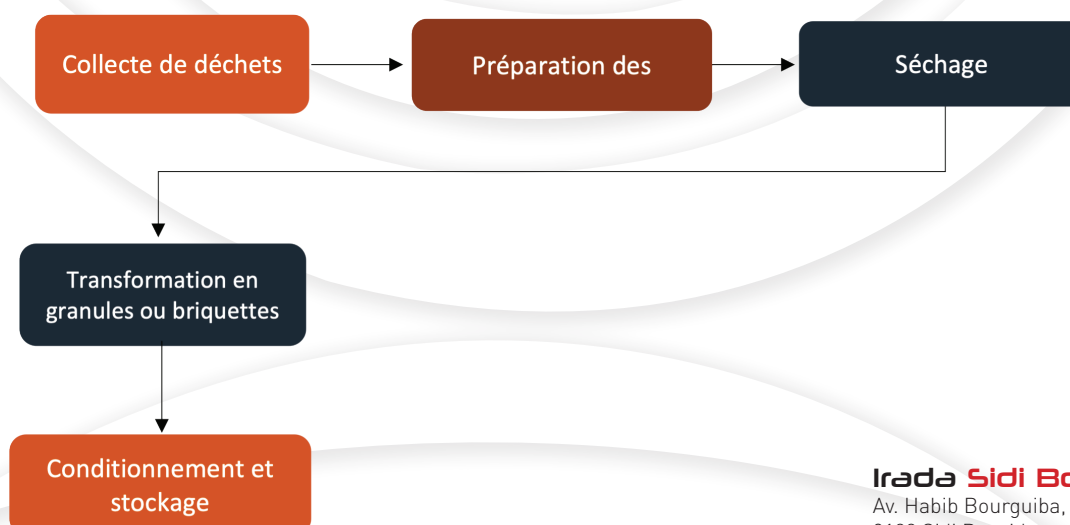 Collecte de déchets
Préparation des
Séchage
Transformation en
granules ou briquettes
Conditionnement et
stockage
Irada Sidi
Av. Habib Bourguiba,